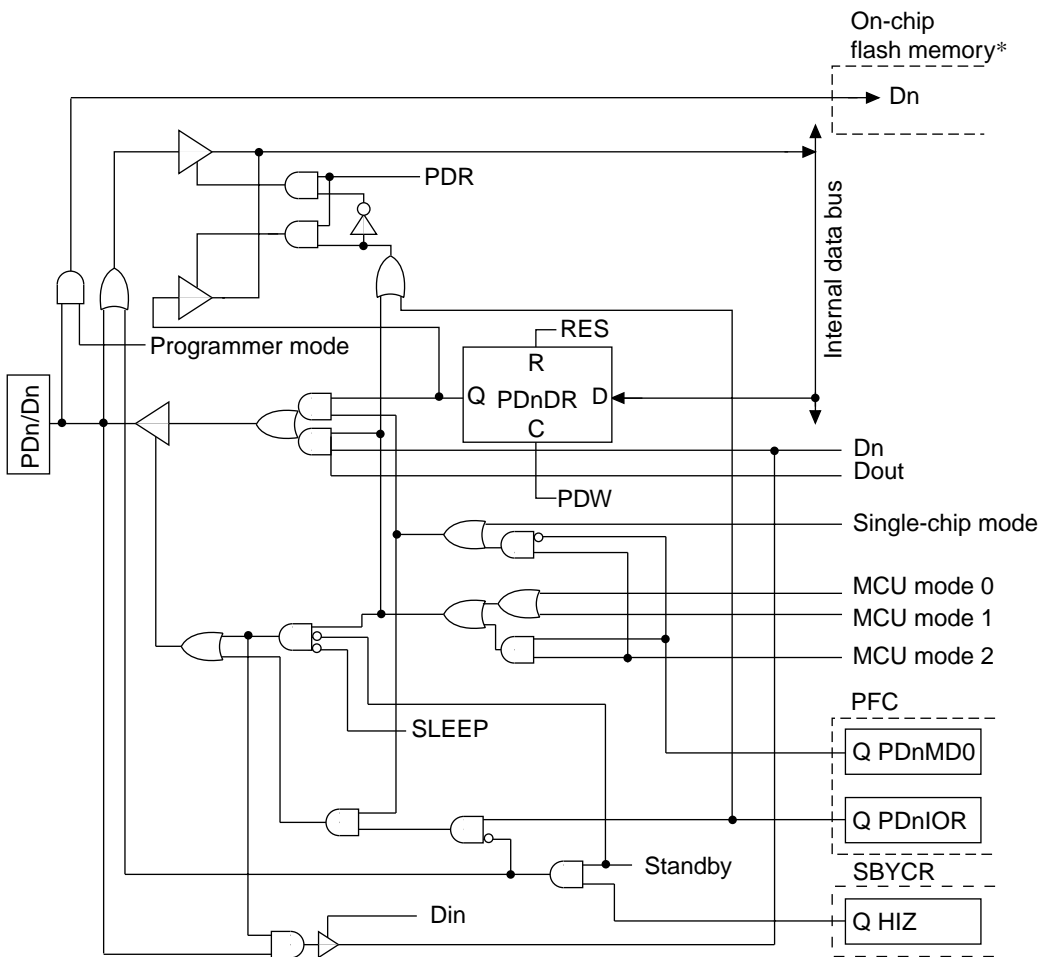 On-chip
flash memory*
Dn
PDR
Internal data bus
RES
Programmer mode
R
Q PDnDR D
C
PDn/Dn
Dn
Dout
PDW
Single-chip mode
MCU mode 0
MCU mode 1
MCU mode 2
PFC
SLEEP
Q PDnMD0
Q PDnIOR
Standby
SBYCR
Din
Q HIZ